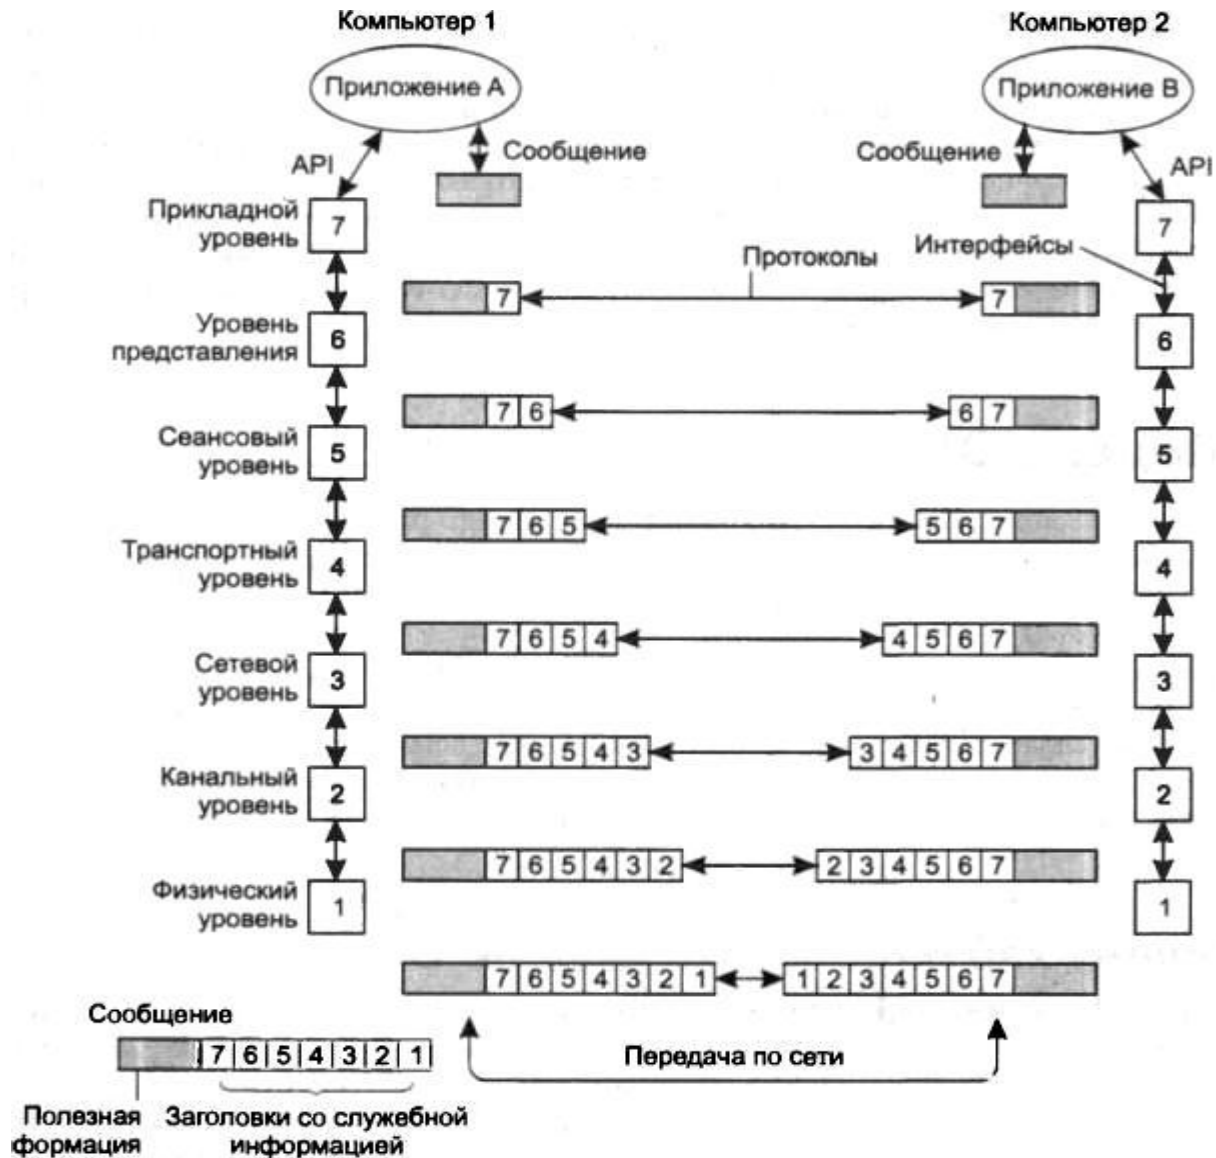 Компьютер 1
Компьютер 2
Приложение А
Приложение В
API
Сообщение
Сообщение
API
Прикладной
уровень
7
7
Протоколы
Интерфейсы
7
7
Уровень
представления
6
6
7 6
6 7
Сеансовый
уровень
5
5
7 6 5
5 6 7
Транспортный
уровень
4
4
7 6 5 4
4 5 6 7
Сетевой
уровень
3
3
7 6 5 4 3
3 4 5 6 7
Канальный
уровень
2
2
7 6 5 4 3 2
2 3 4 5 6 7
Физический
уровень
1
1
7 6 5 4 3 2 1
1 2 3 4 5 6 7
Сообщение
7 6 5 4 3 2 1
Передача по сети
Полезная
формация
Заголовки со служебной
информацией